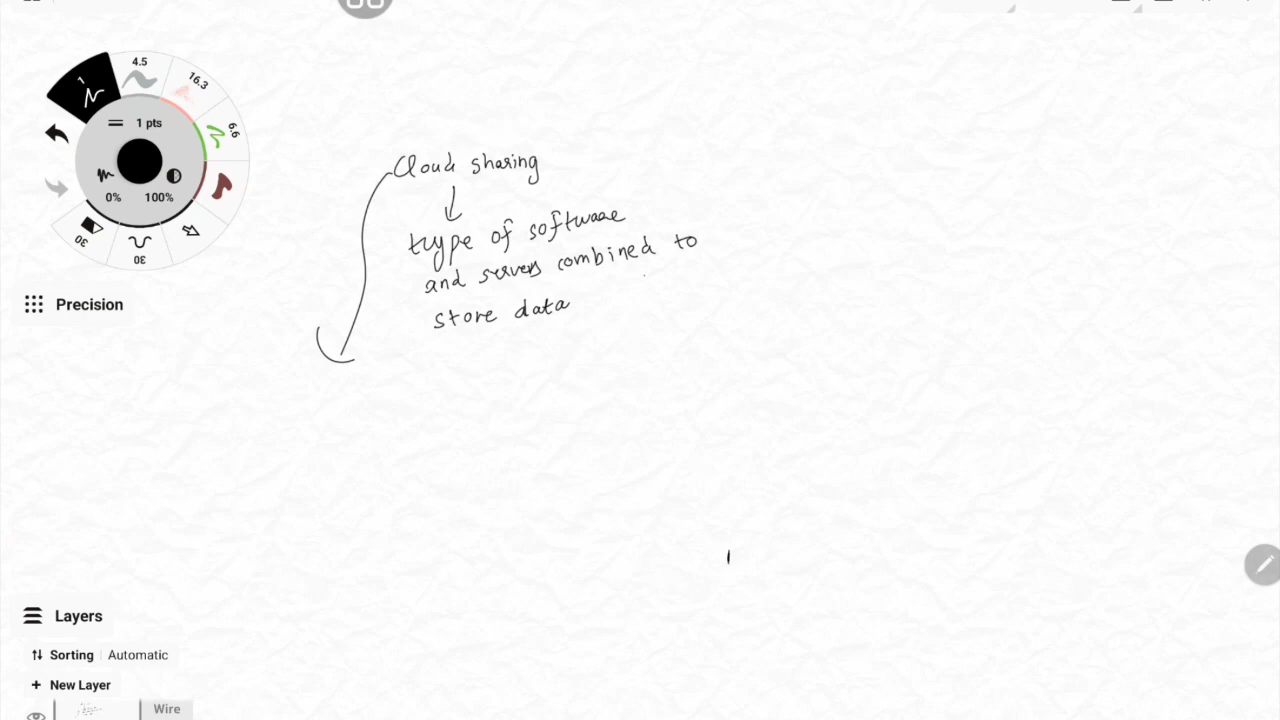 4.5
16.3
1
6.6
1 pts
0%
100%
30
30
Precision
Cloud sharing
type of software
and servers combined to
store data
Layers
Sorting Automatic
+ New Layer
Wire